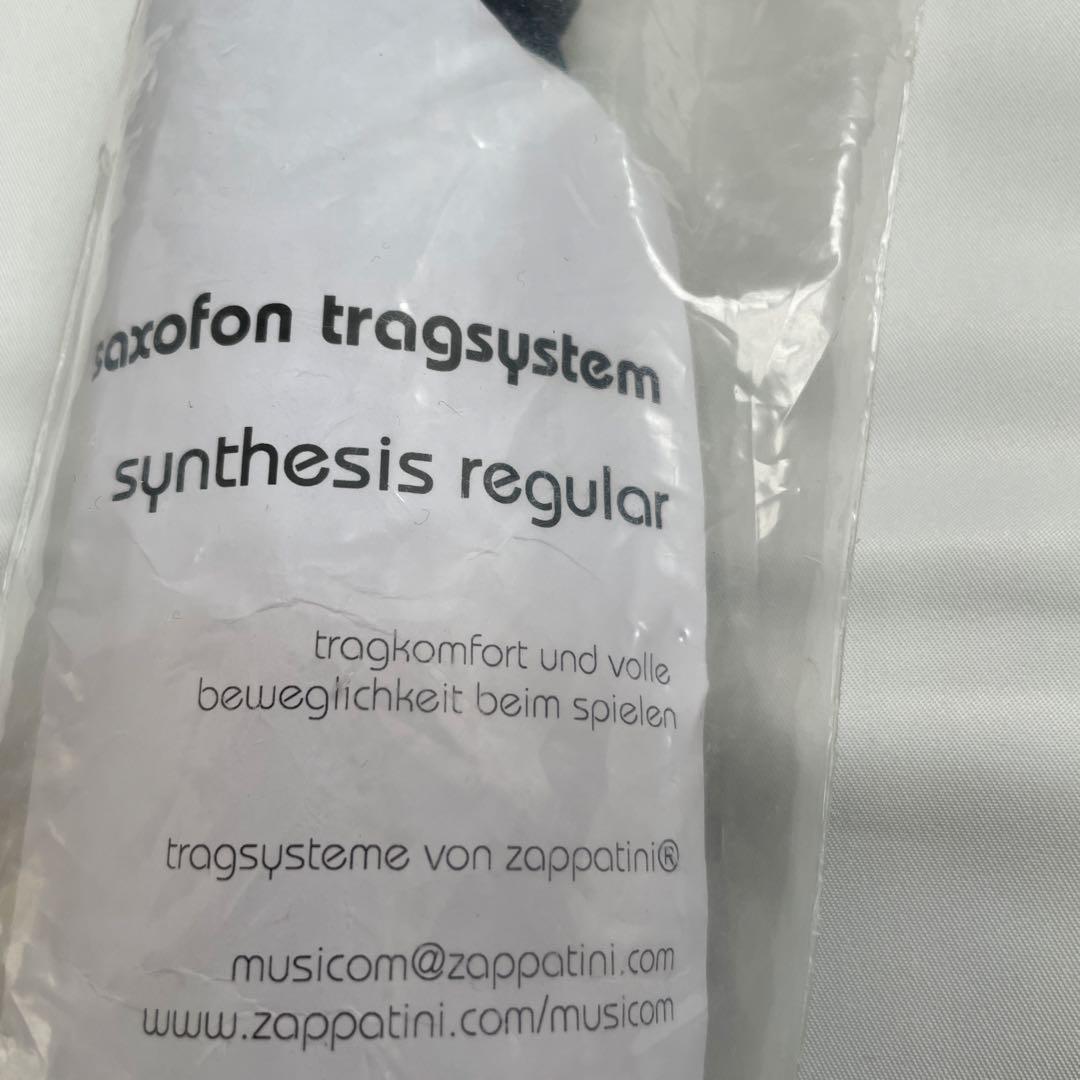 saxofon tragsystem
synthesis regular
tragkomfort und volle
beweglichkeit beim spielen
tragsysteme von zappatini®
musicom@zappatini.com
www.zappatini.com/musicom